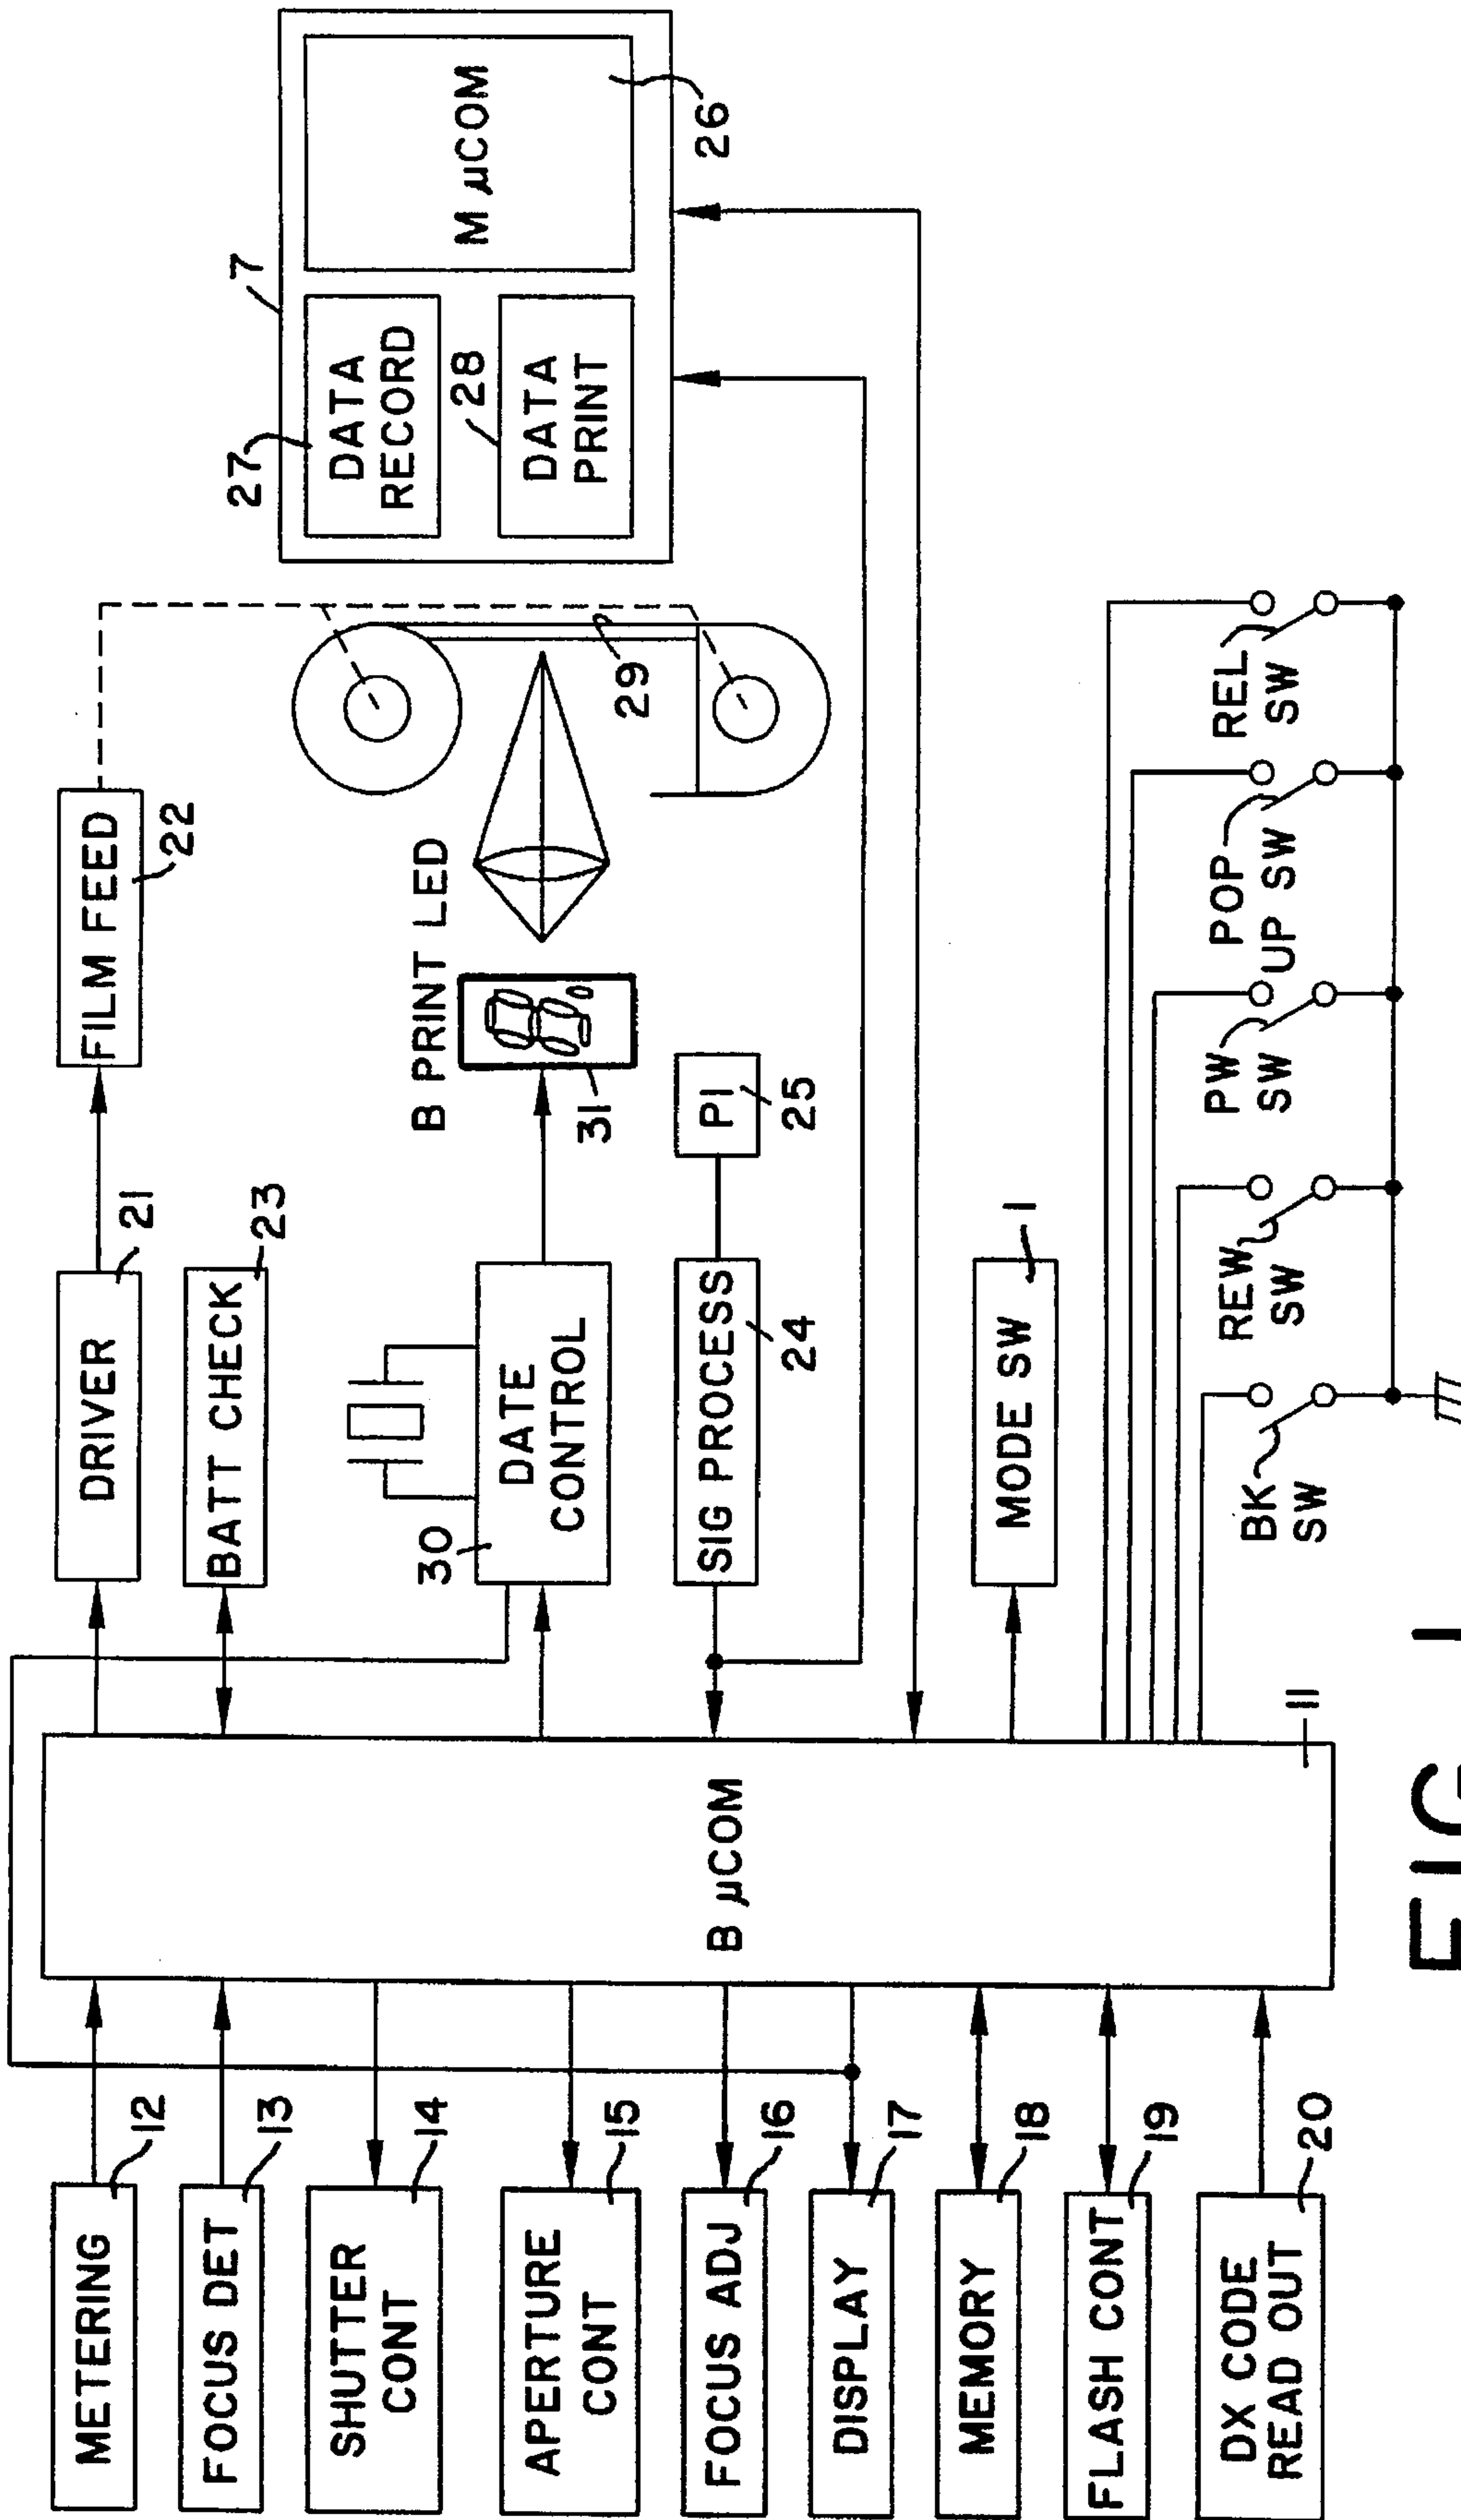 METERING
12
FOCUS DET
13
SHUTTER
CONT
14
APERTURE
CONT
15
FOCUS ADJ
16
DISPLAY
17
MEMORY
18
FLASH CONT
19
DX CODE
READ OUT
20
B μCOM
11
DRIVER
21
FILM FEED
22
BATT CHECK
23
30
DATE
CONTROL
B PRINT LED
8.
31
29
SIG PROCESS
24
PI
25
MODE SW
1
7
27
DATA
RECORD
28
DATA
PRINT
M μCOM
26
BK
SW
REW
SW
PW
SW
POP
UP SW
REL
SW
FIG. 1